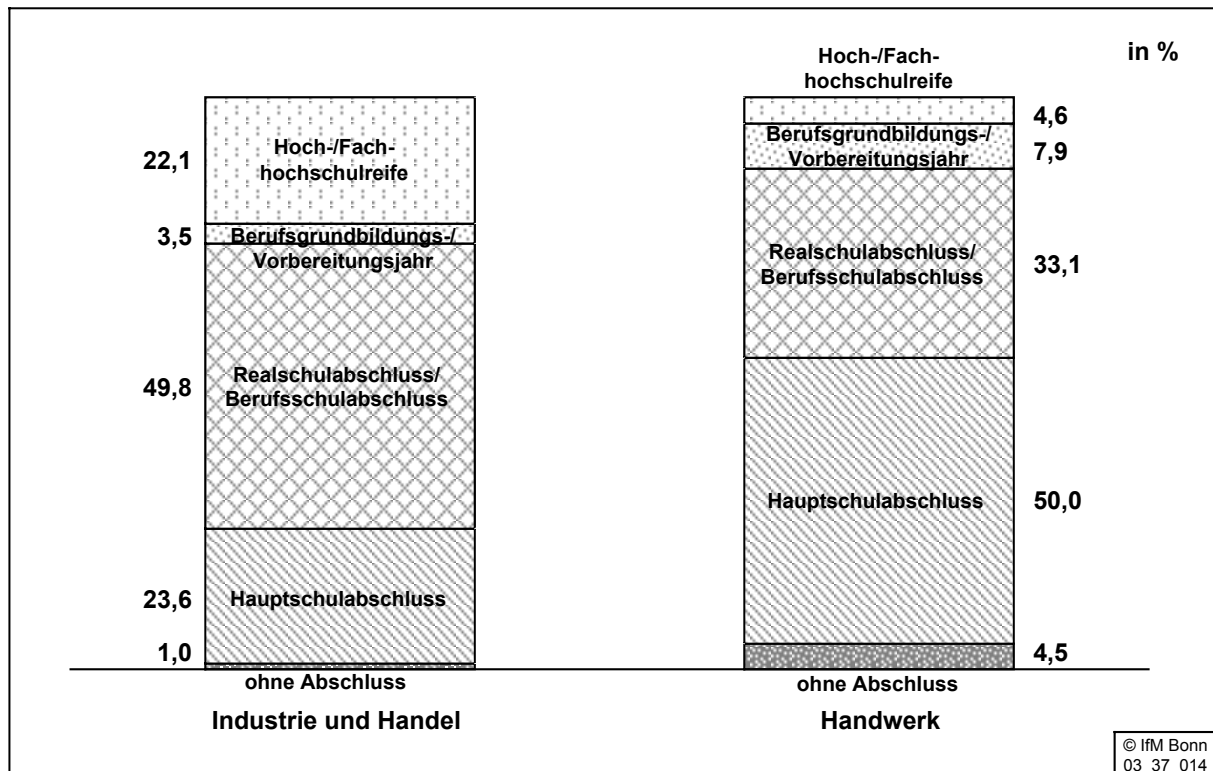 in %
Hoch-/Fach-
hochschulreife
22,1
Berufsgrundbildungs-/
3,5
Vorbereitungsjahr
Realschulabschluss/
49,8
Berufsschulabschluss
23,6
Hauptschulabschluss
1,0
ohne Abschluss
Industrie und Handel
Hoch-/Fach-
hochschulreife
4,6
Berufsgrundbildungs-/
Vorbereitungsjahr
7,9
Realschulabschluss/
Berufsschulabschluss
33,1
Hauptschulabschluss
50,0
4,5
ohne Abschluss
Handwerk
© IfM Bonn
03 37 014